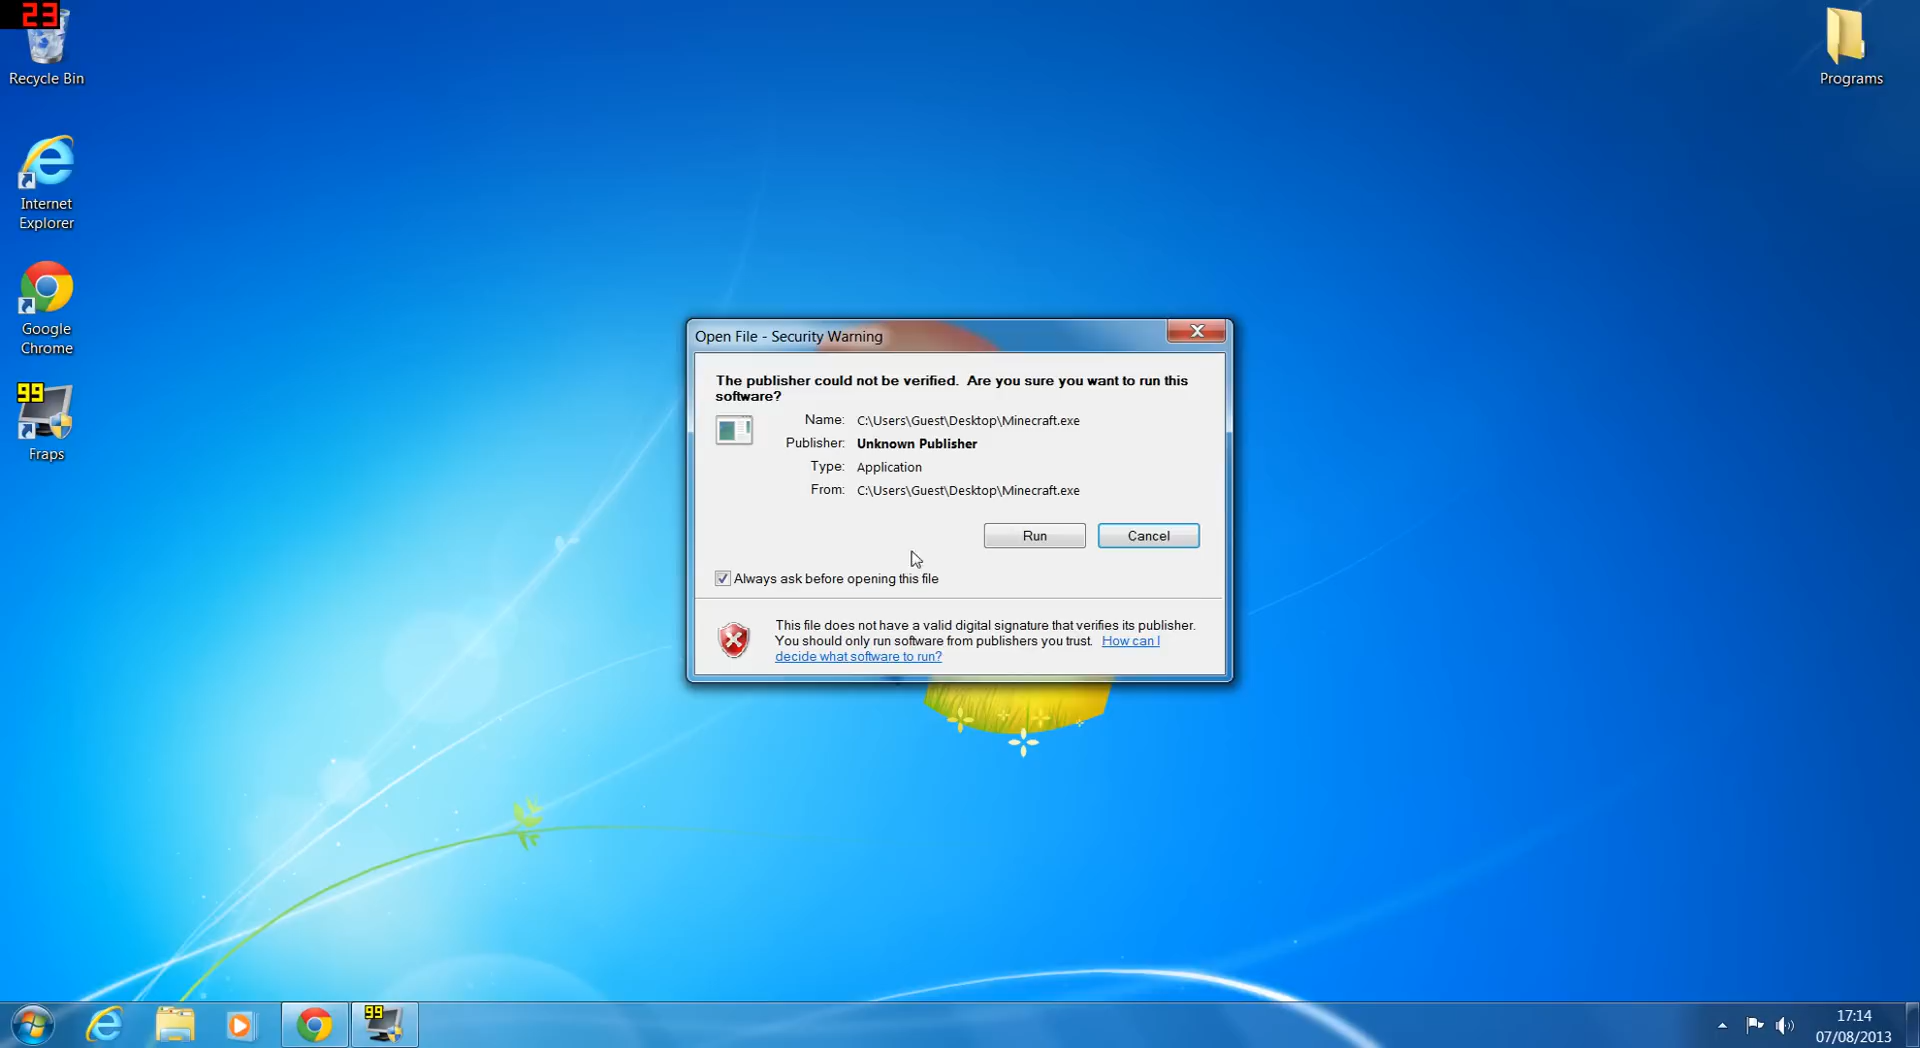 23
Recycle Bin
Programs
Internet
Explorer
Google
Chrome
99
Fraps
Open File - Security Warning
The publisher could not be verified.  Are you sure you want to run this
software?
Name: C:\Users\Guest\Desktop\Minecraft.exe
Publisher: Unknown Publisher
Type: Application
From: C:\Users\Guest\Desktop\Minecraft.exe
Run Cancel
Always ask before opening this file
This file does not have a valid digital signature that verifies its publisher.
You should only run software from publishers you trust. How can I
decide what software to run?
99
17:14
07/08/2013